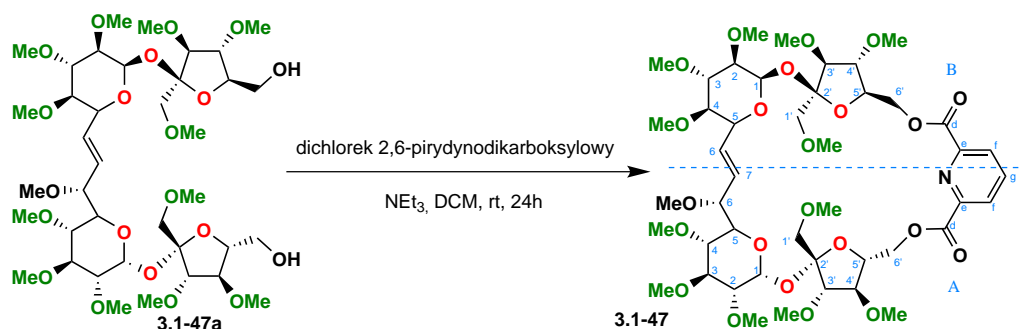 OMe
MeO OMe
MeO O
OH
MeO O O
OMe
MeO
MeO
OMe
O O
OH
MeO O
OMe MeO OMe
3.1-47a
dichlorek 2,6-pirydynodikarboksylowy
NEt3, DCM, rt, 24h
OMe MeO OMe
MeO 2 O 3' 4' B
3 1 2' 5' 6' O
4 O O
MeO 5 1' O d
OMe e f
6
7 N g
MeO 6 OMe e f
MeO 5 1' O d
4 O O O
3 1 2' 5' 6'
MeO 2 O 3' 4' A
OMe MeO OMe
3.1-47